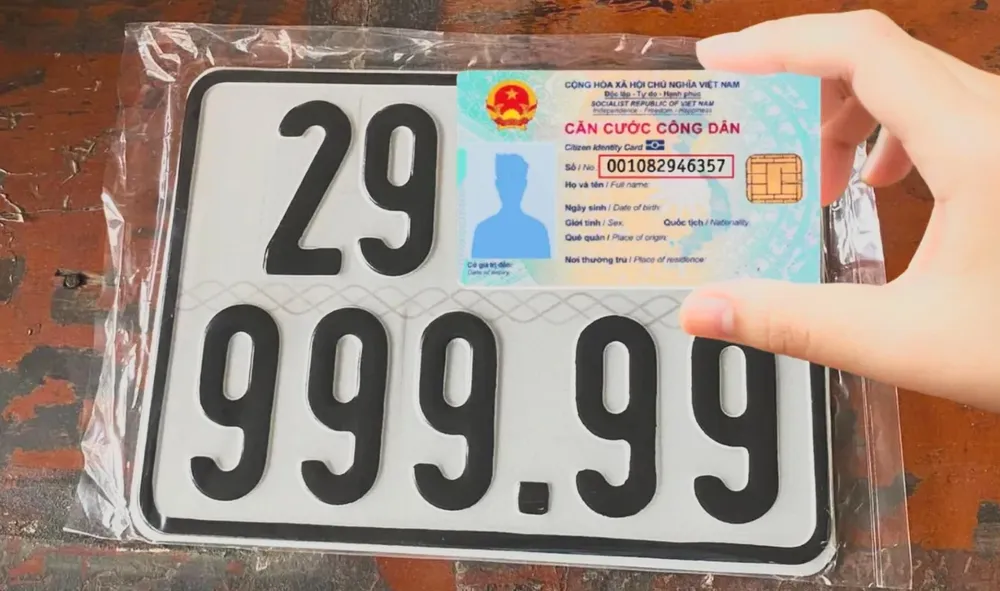 29
999.99
CỘNG HÒA XÃ HỘI CHỦ NGHĨA VIỆT NAM
Độc lập - Tự do - Hạnh phúc
SOCIALIST REPUBLIC OF VIET NAM
Independence - Freedom - Happiness
CĂN CƯỚC CÔNG DÂN
Citizen Identity Card
Số / No: 001082946357
Họ và tên / Full name:
Ngày sinh / Date of birth:
Giới tính / Sex: Quốc tịch / Nationality:
Quê quán / Place of origin:
Nơi thường trú / Place of residence:
Có giá trị đến:
Date of expiry: